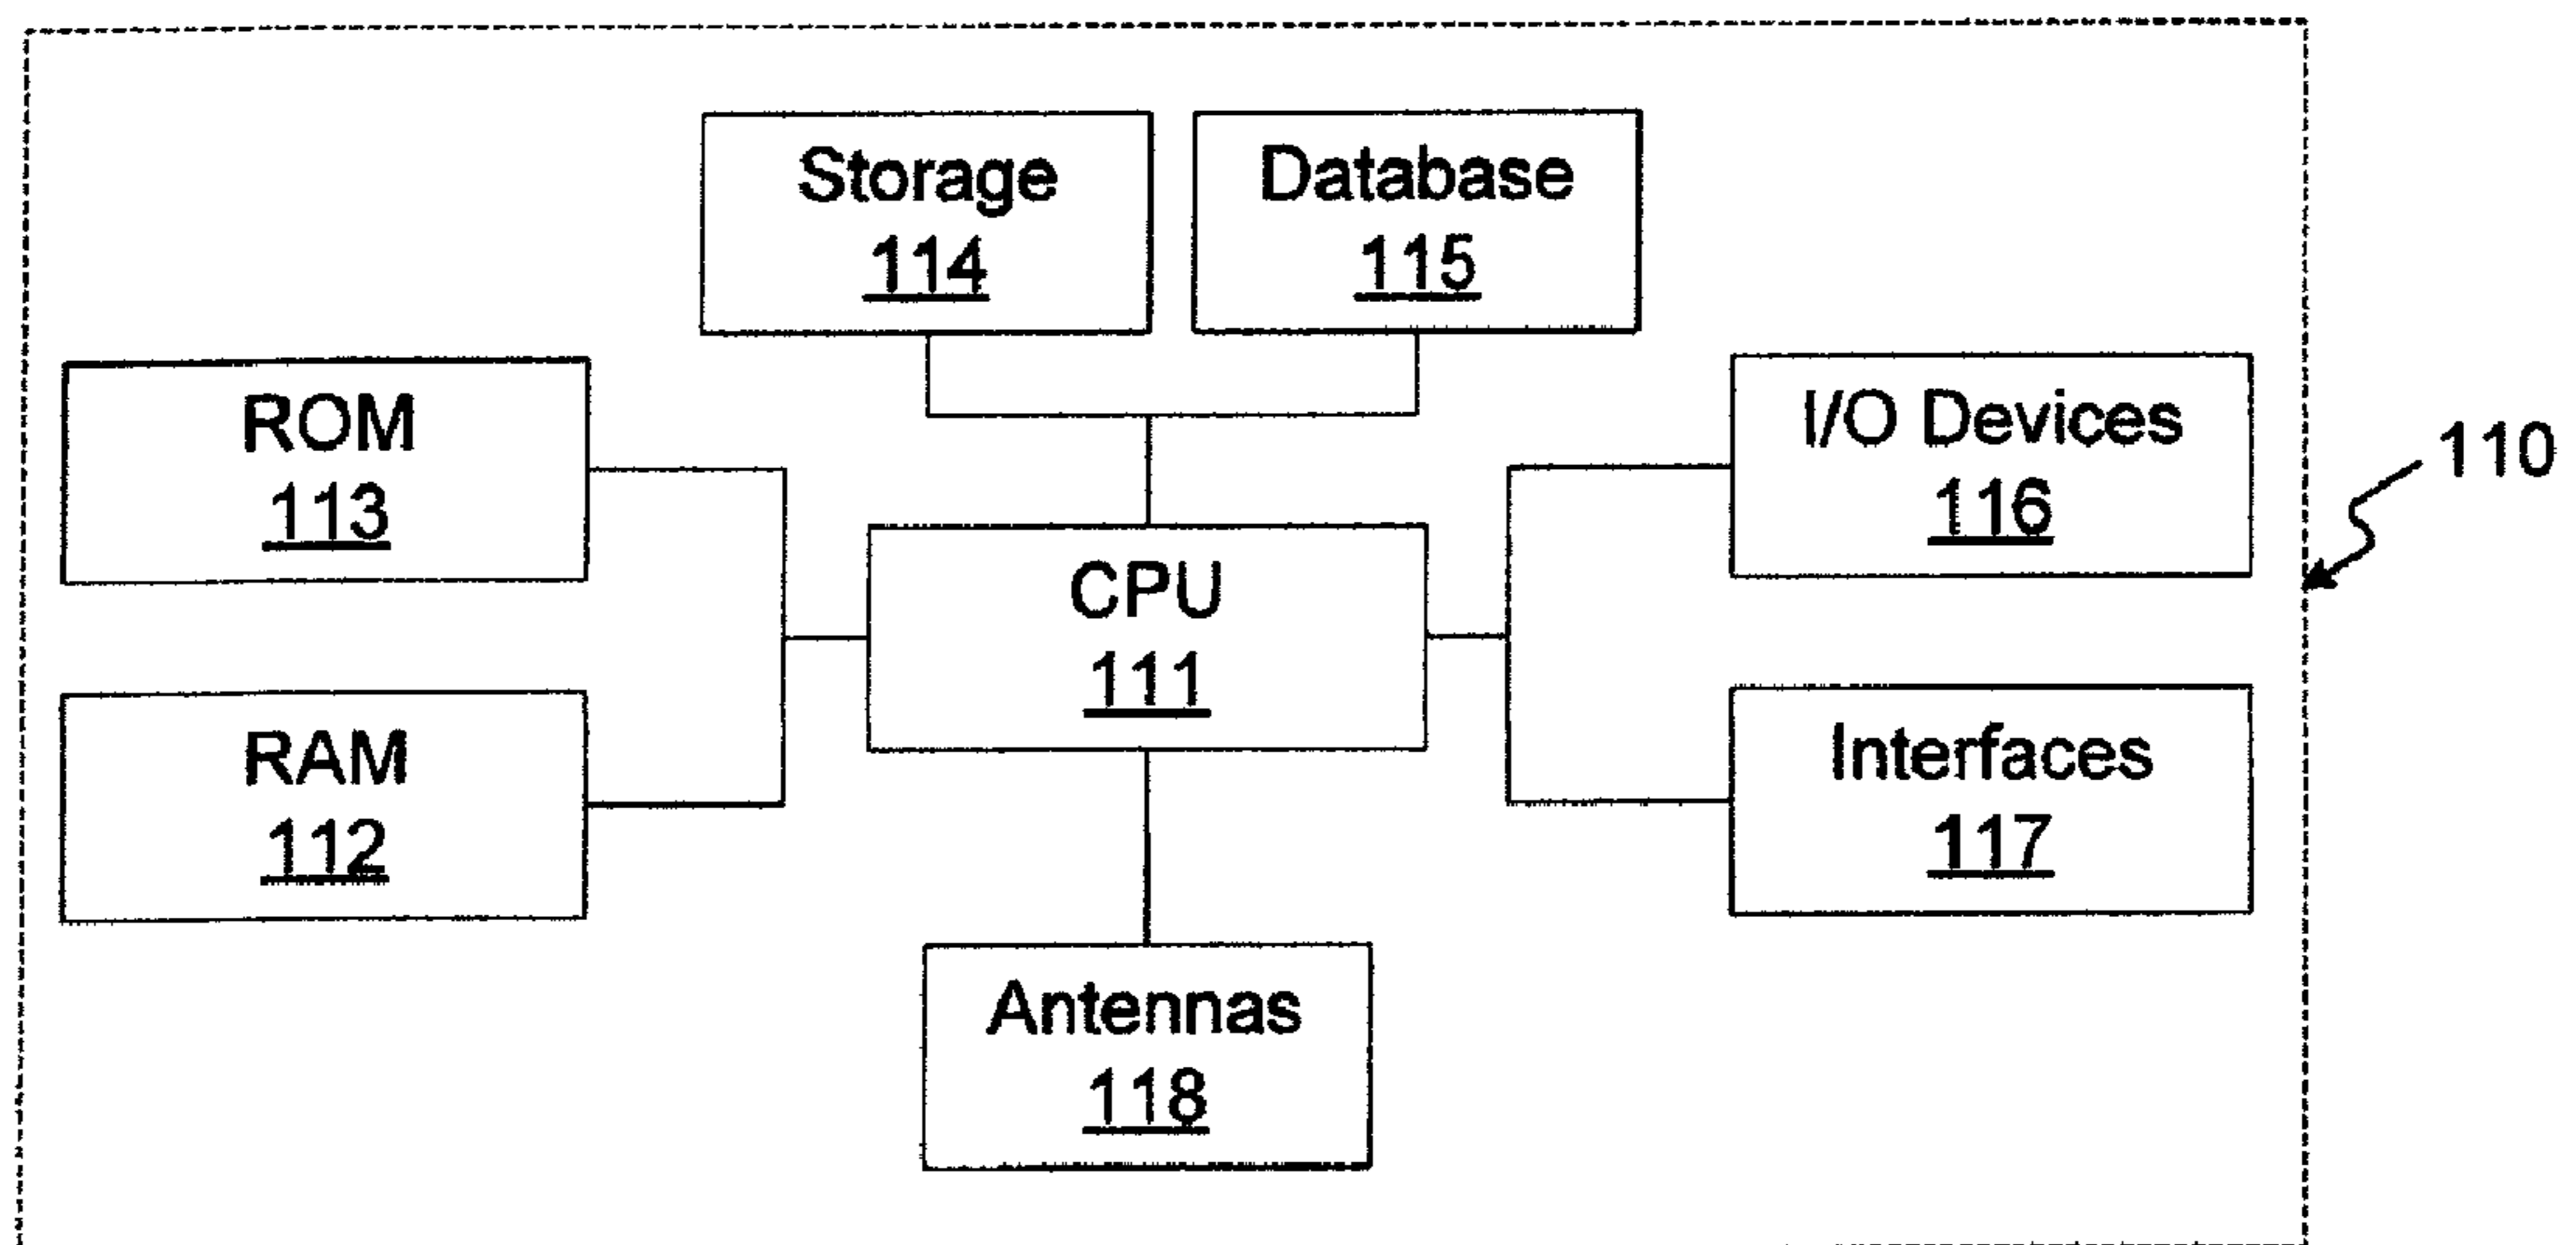 Storage
114
Database
115
ROM
113
I/O Devices
116
110
CPU
111
RAM
112
Interfaces
117
Antennas
118